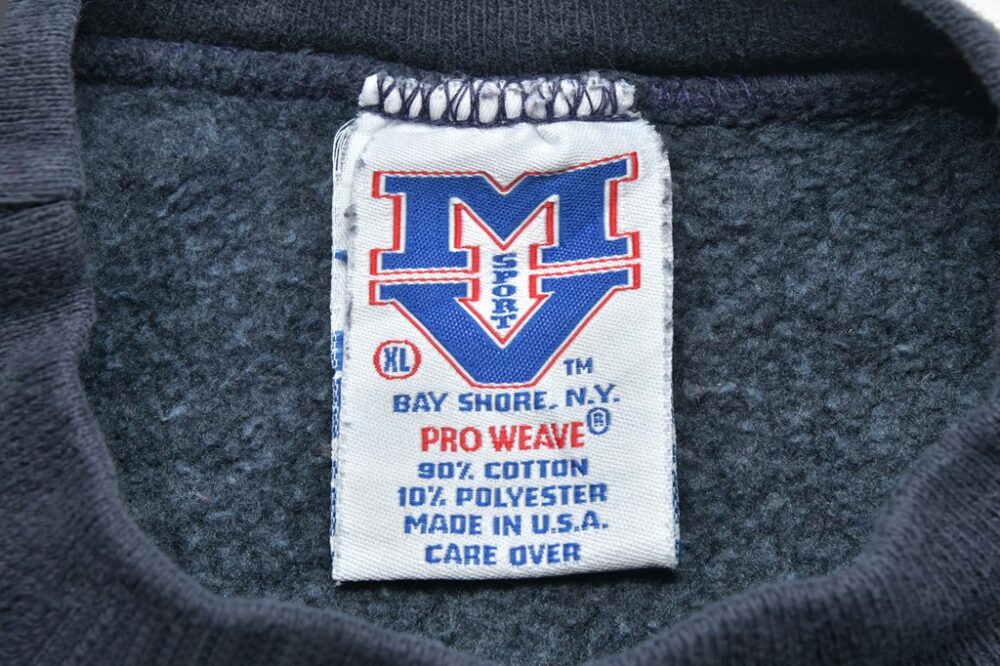 MV
SPORT
XL
TM
BAY SHORE, N.Y.
PRO WEAVE®
90% COTTON
10% POLYESTER
MADE IN U.S.A.
CARE OVER